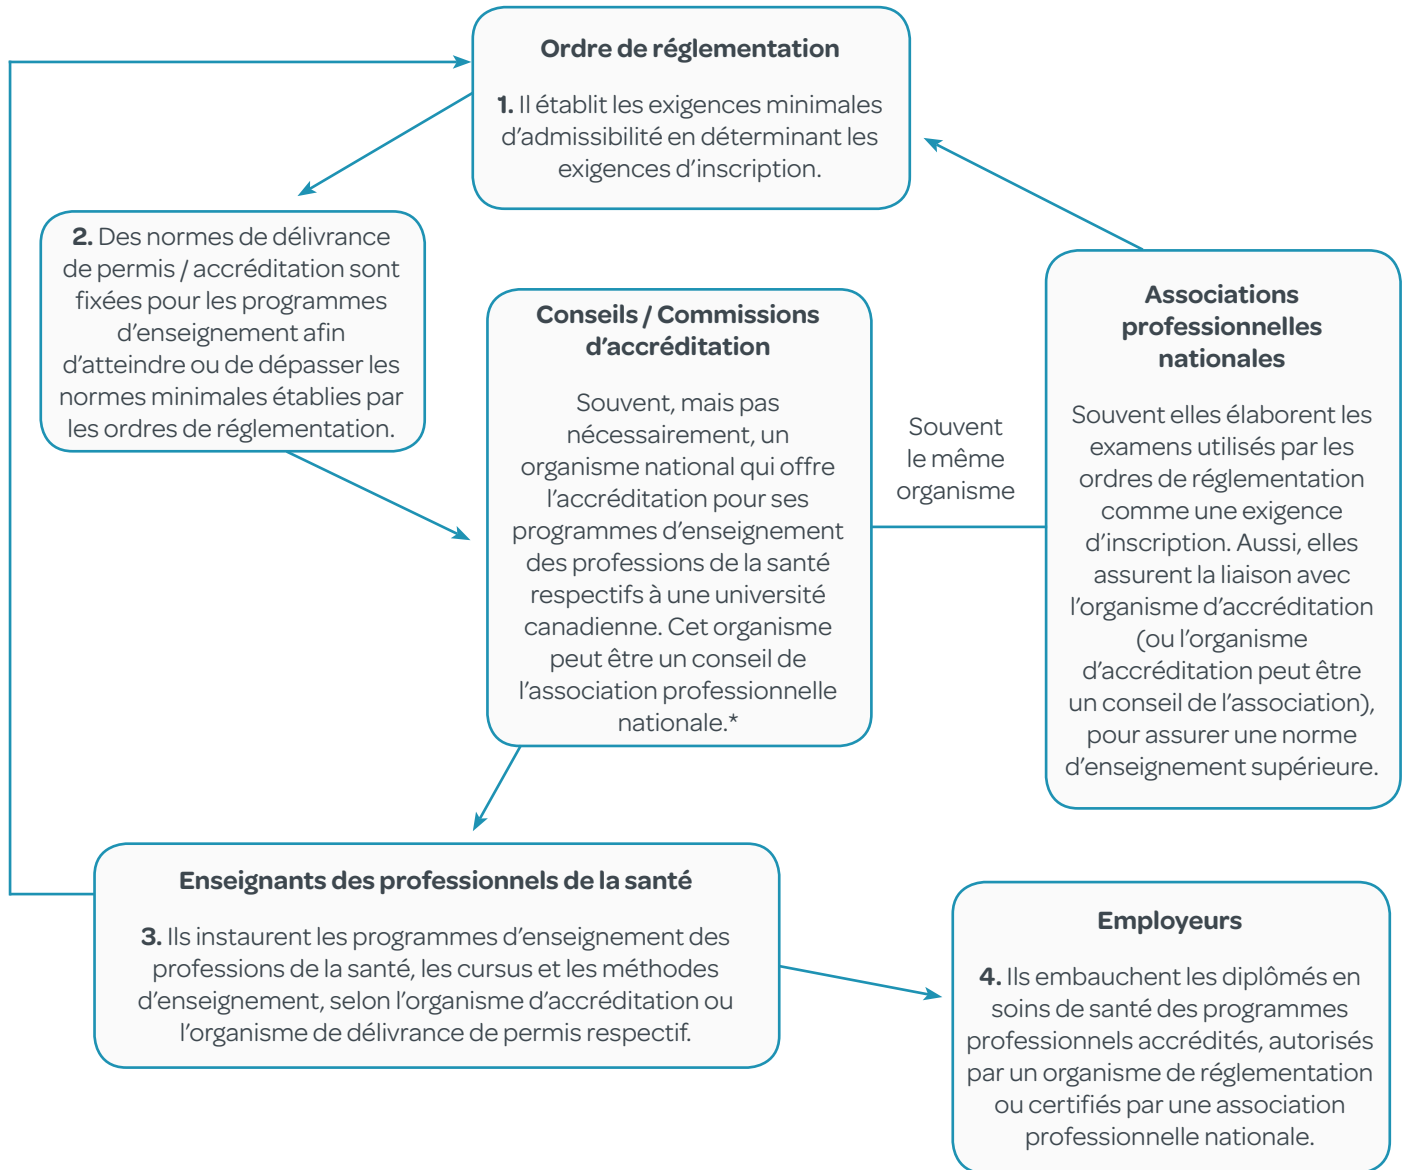 Ordre de réglementation
1. Il établit les exigences minimales
d’admissibilité en déterminant les
exigences d’inscription.
2. Des normes de délivrance
de permis / accréditation sont
fixées pour les programmes
d’enseignement afin
d’atteindre ou de dépasser les
normes minimales établies par
les ordres de réglementation.
Conseils / Commissions
d’accréditation
Souvent, mais pas
nécessairement, un
organisme national qui offre
l’accréditation pour ses
programmes d’enseignement
des professions de la santé
respectifs à une université
canadienne. Cet organisme
peut être un conseil de
l’association professionnelle
nationale.*
Souvent
le même
organisme
Associations
professionnelles
nationales
Souvent elles élaborent les
examens utilisés par les
ordres de réglementation
comme une exigence
d’inscription. Aussi, elles
assurent la liaison avec
l’organisme d’accréditation
(ou l’organisme
d’accréditation peut être
un conseil de l’association),
pour assurer une norme
d’enseignement supérieure.
Enseignants des professionnels de la santé
3. Ils instaurent les programmes d’enseignement des
professions de la santé, les cursus et les méthodes
d’enseignement, selon l’organisme d’accréditation ou
l’organisme de délivrance de permis respectif.
Employeurs
4. Ils embauchent les diplômés en
soins de santé des programmes
professionnels accrédités, autorisés
par un organisme de réglementation
ou certifiés par une association
professionnelle nationale.